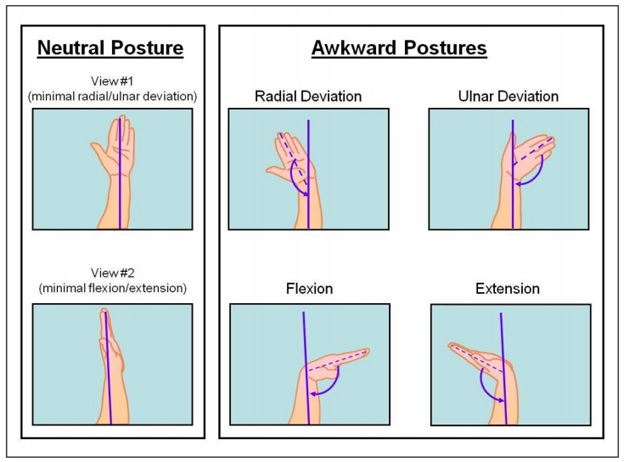 Neutral Posture
View #1
(minimal radial/ulnar deviation)
View #2
(minimal flexion/extension)
Awkward Postures
Radial Deviation
Ulnar Deviation
Flexion
Extension